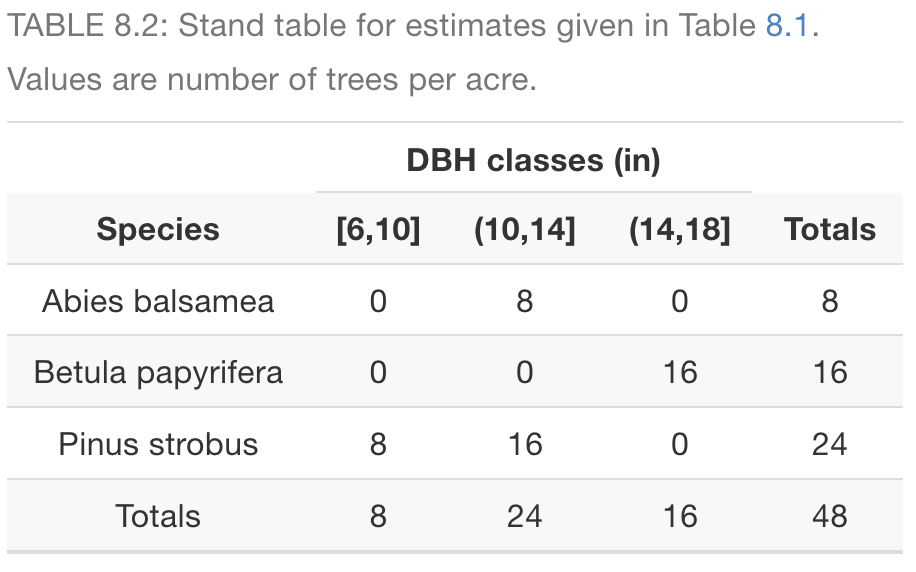 TABLE 8.2: Stand table for estimates given in Table 8.1.
Values are number of trees per acre.
DBH classes (in)
Species [6,10] (10,14] (14,18] Totals
Abies balsamea 0 8 0 8
Betula papyrifera 0 0 16 16
Pinus strobus 8 16 0 24
Totals 8 24 16 48